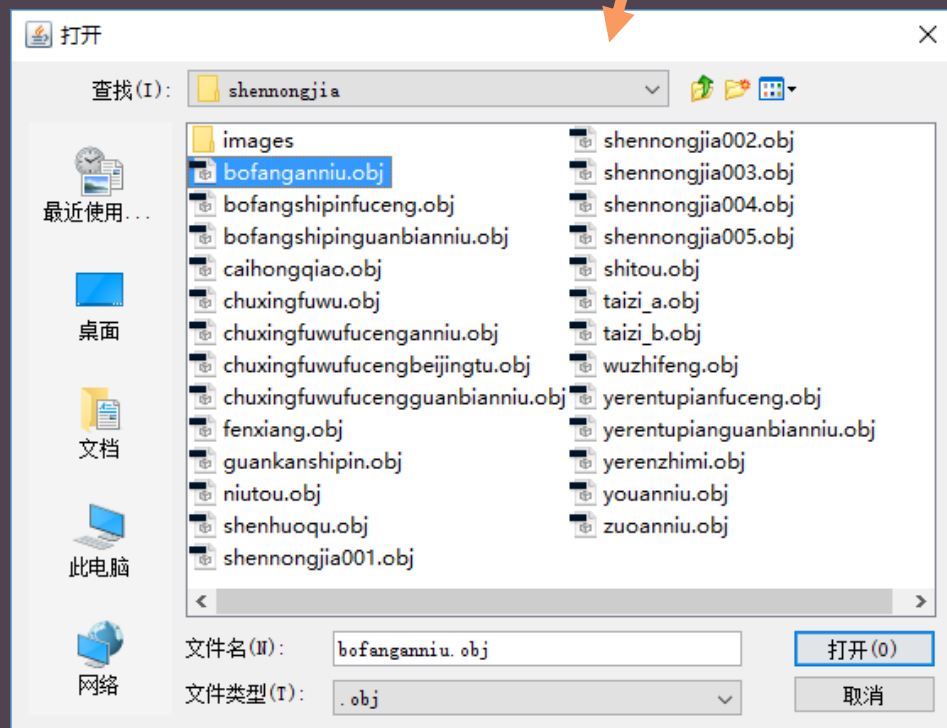 打开
查找(I):
shennongjia
最近使用...
桌面
文档
此电脑
网络
images
bofanganniu.obj
bofangshipinfuceng.obj
bofangshipinguanbianniu.obj
caihongqiao.obj
chuxingfuwu.obj
chuxingfuwufucenganniu.obj
chuxingfuwufucengbeijingtu.obj
chuxingfuwufucengguanbianniu.obj
fenxiang.obj
guankanshipin.obj
niutou.obj
shenhuoqu.obj
shennongjia001.obj
shennongjia002.obj
shennongjia003.obj
shennongjia004.obj
shennongjia005.obj
shitou.obj
taizi_a.obj
taizi_b.obj
wuzhifeng.obj
yerentupianfuceng.obj
yerentupianguanbianniu.obj
yerenzhimi.obj
youanniu.obj
zuoanniu.obj
文件名(N):
bofanganniu.obj
打开(O)
文件类型(T):
.obj
取消